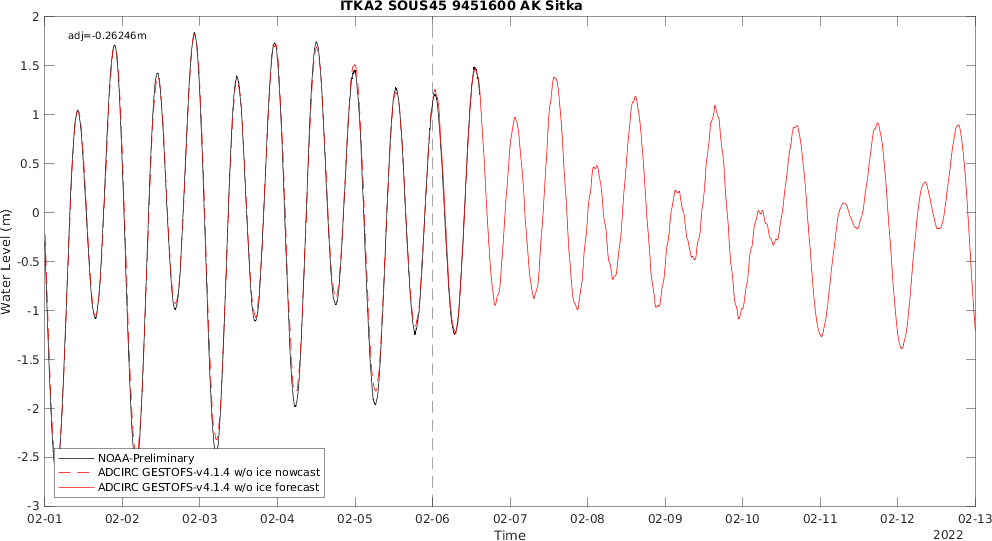 ITKA2 SOUS45 9451600 AK Sitka
adj=-0.26246m
2
1.5
1
0.5
0
-0.5
-1
-1.5
-2
-2.5
-3
Water Level (m)
NOAA-Preliminary
ADCIRC GESTOFS-v4.1.4 w/o ice nowcast
ADCIRC GESTOFS-v4.1.4 w/o ice forecast
02-01 02-02 02-03 02-04 02-05 02-06 02-07 02-08 02-09 02-10 02-11 02-12 02-13
Time
2022